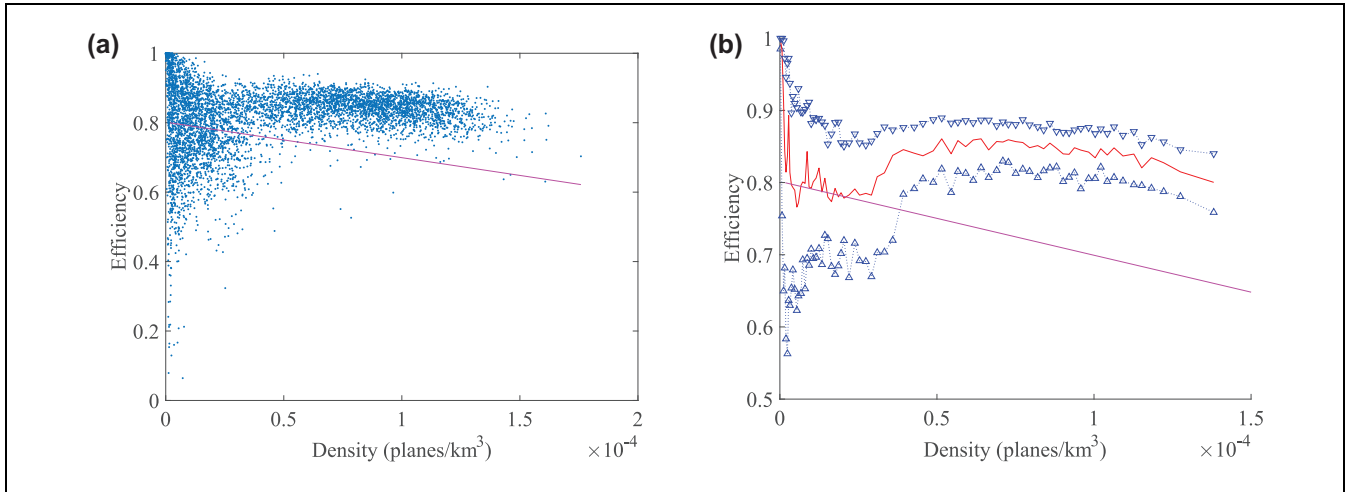 (a)
1
0.8
0.6
0.4
0.2
0
Efficiency
0 0.5 1 1.5 2
Density (planes/km³) ×10⁻⁴
(b)
1
0.9
0.8
0.7
0.6
0.5
Efficiency
0 0.5 1 1.5
Density (planes/km³) ×10⁻⁴